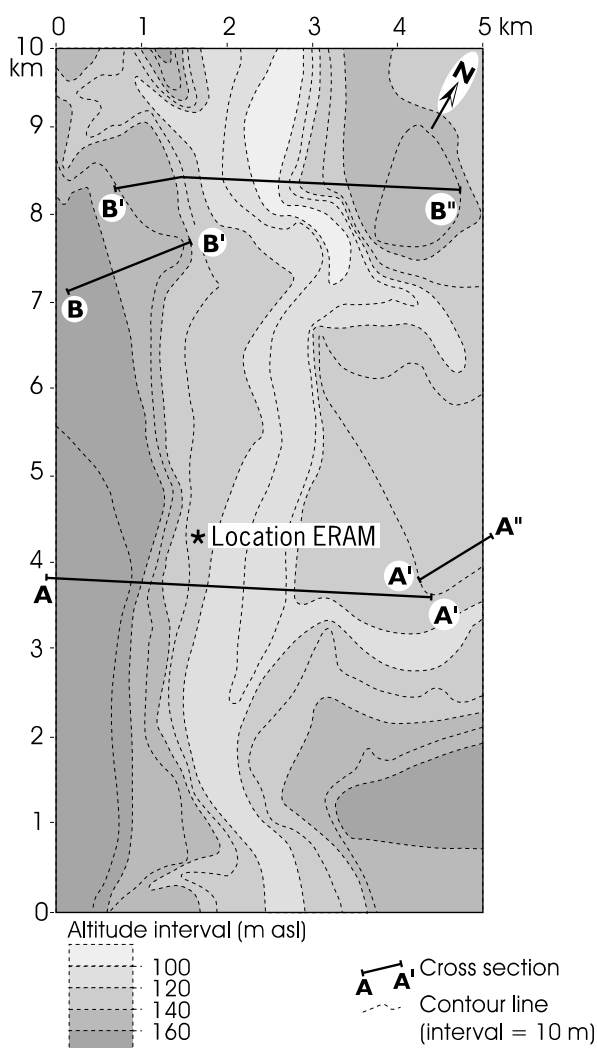 0 1 2 3 4 5 km
10
km
N
9
B' B"
8
B'
7
B
6
5
A"
Location ERAM
4
A'
A A'
3
2
1
0
Altitude interval (m asl)
100
120
140
160
A A' Cross section
Contour line
(interval = 10 m)